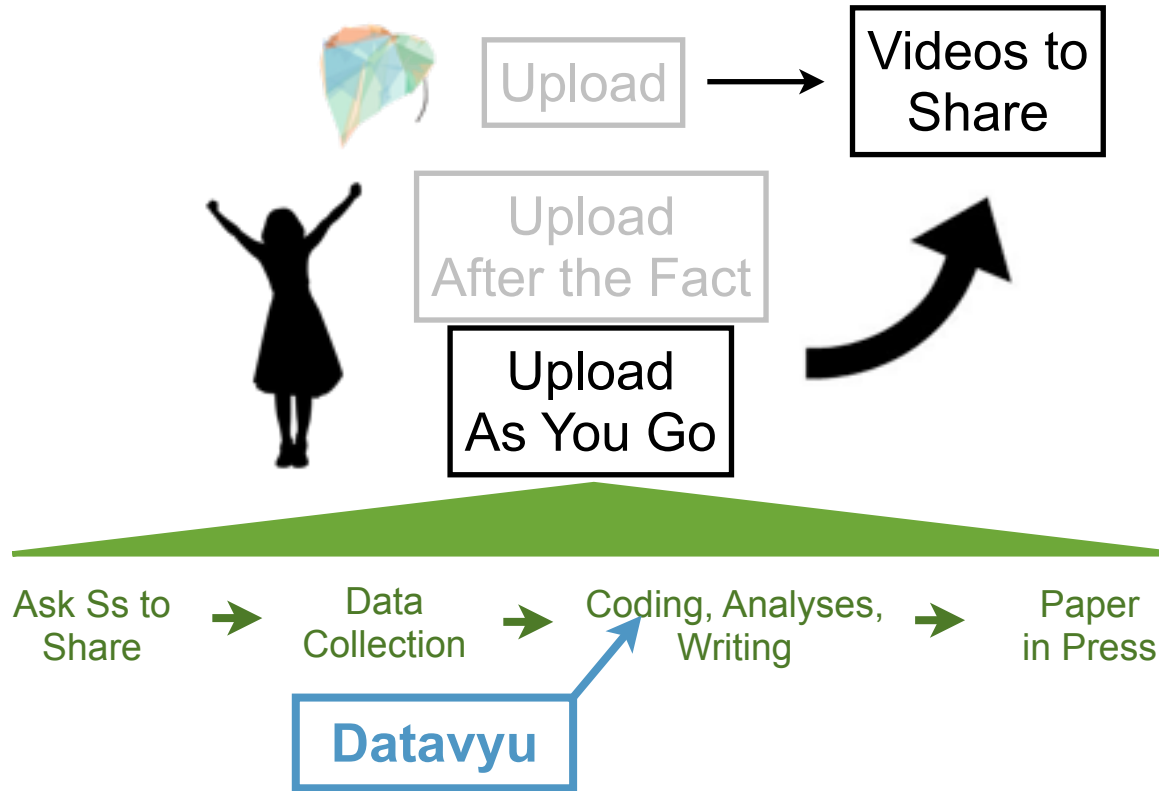 Upload
Videos to
Share
Upload
After the Fact
Upload
As You Go
Ask Ss to
Share
Data
Collection
Coding, Analyses,
Writing
Paper
in Press
Datavyu